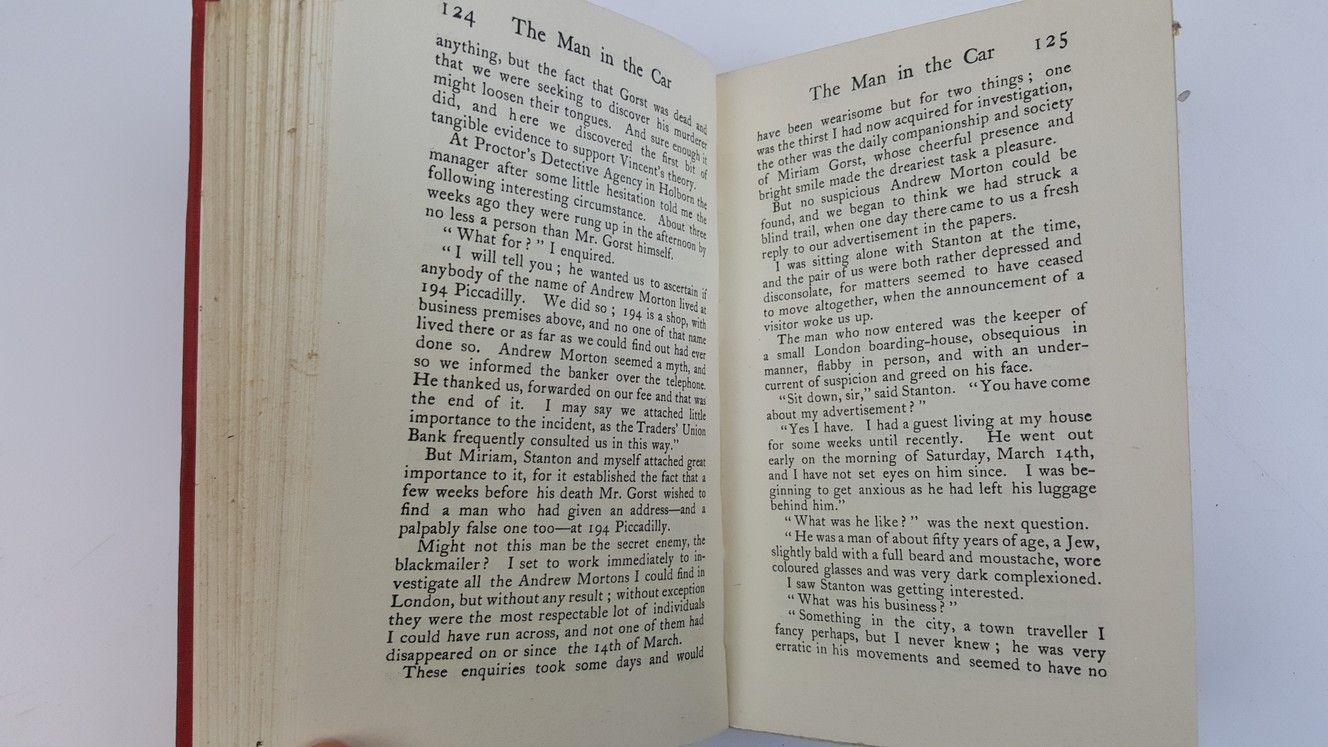 124 The Man in the Car
anything, but the fact that Gorst was dead and
that we were seeking to discover his murderer
might loosen their tongues. And sure enough it
did, and here we discovered the first bit of
tangible evidence to support Vincent's theory.
At Proctor's Detective Agency in Holborn the
manager after some little hesitation told me the
following interesting circumstance. About three
weeks ago they were rung up in the afternoon by
no less a person than Mr. Gorst himself.
"What for?" I enquired.
"I will tell you; he wanted us to ascertain if
anybody of the name of Andrew Morton lived at
194 Piccadilly. We did so; 194 is a shop, with
business premises above, and no one of that name
lived there or as far as we could find out had ever
done so. Andrew Morton seemed a myth, and
so we informed the banker over the telephone.
He thanked us, forwarded on our fee and that was
the end of it. I may say we attached little
importance to the incident, as the Traders' Union
Bank frequently consulted us in this way."
But Miriam, Stanton and myself attached great
importance to it, for it established the fact that a
few weeks before his death Mr. Gorst wished to
find a man who had given an address—and a
palpably false one too—at 194 Piccadilly.
Might not this man be the secret enemy, the
blackmailer? I set to work immediately to in-
vestigate all the Andrew Mortons I could find in
London, but without any result; without exception
they were the most respectable lot of individuals
I could have run across, and not one of them had
disappeared on or since the 14th of March.
These enquiries took some days and would
The Man in the Car 125
have been wearisome but for two things; one
was the thirst I had now acquired for investigation,
the other was the daily companionship and society
of Miriam Gorst, whose cheerful presence and
bright smile made the dreariest task a pleasure.
But no suspicious Andrew Morton could be
found, and we began to think we had struck a
blind trail, when one day there came to us a fresh
reply to our advertisement in the papers.
I was sitting alone with Stanton at the time,
and the pair of us were both rather depressed and
disconsolate, for matters seemed to have ceased
to move altogether, when the announcement of a
visitor woke us up.
The man who now entered was the keeper of
a small London boarding-house, obsequious in
manner, flabby in person, and with an under-
current of suspicion and greed on his face.
"Sit down, sir," said Stanton. "You have come
about my advertisement?"
"Yes I have. I had a guest living at my house
for some weeks until recently. He went out
early on the morning of Saturday, March 14th,
and I have not set eyes on him since. I was be-
ginning to get anxious as he had left his luggage
behind him."
"What was he like?" was the next question.
"He was a man of about fifty years of age, a Jew,
slightly bald with a full beard and moustache, wore
coloured glasses and was very dark complexioned.
I saw Stanton was getting interested.
"What was his business?"
"Something in the city, a town traveller I
fancy perhaps, but I never knew; he was very
erratic in his movements and seemed to have no